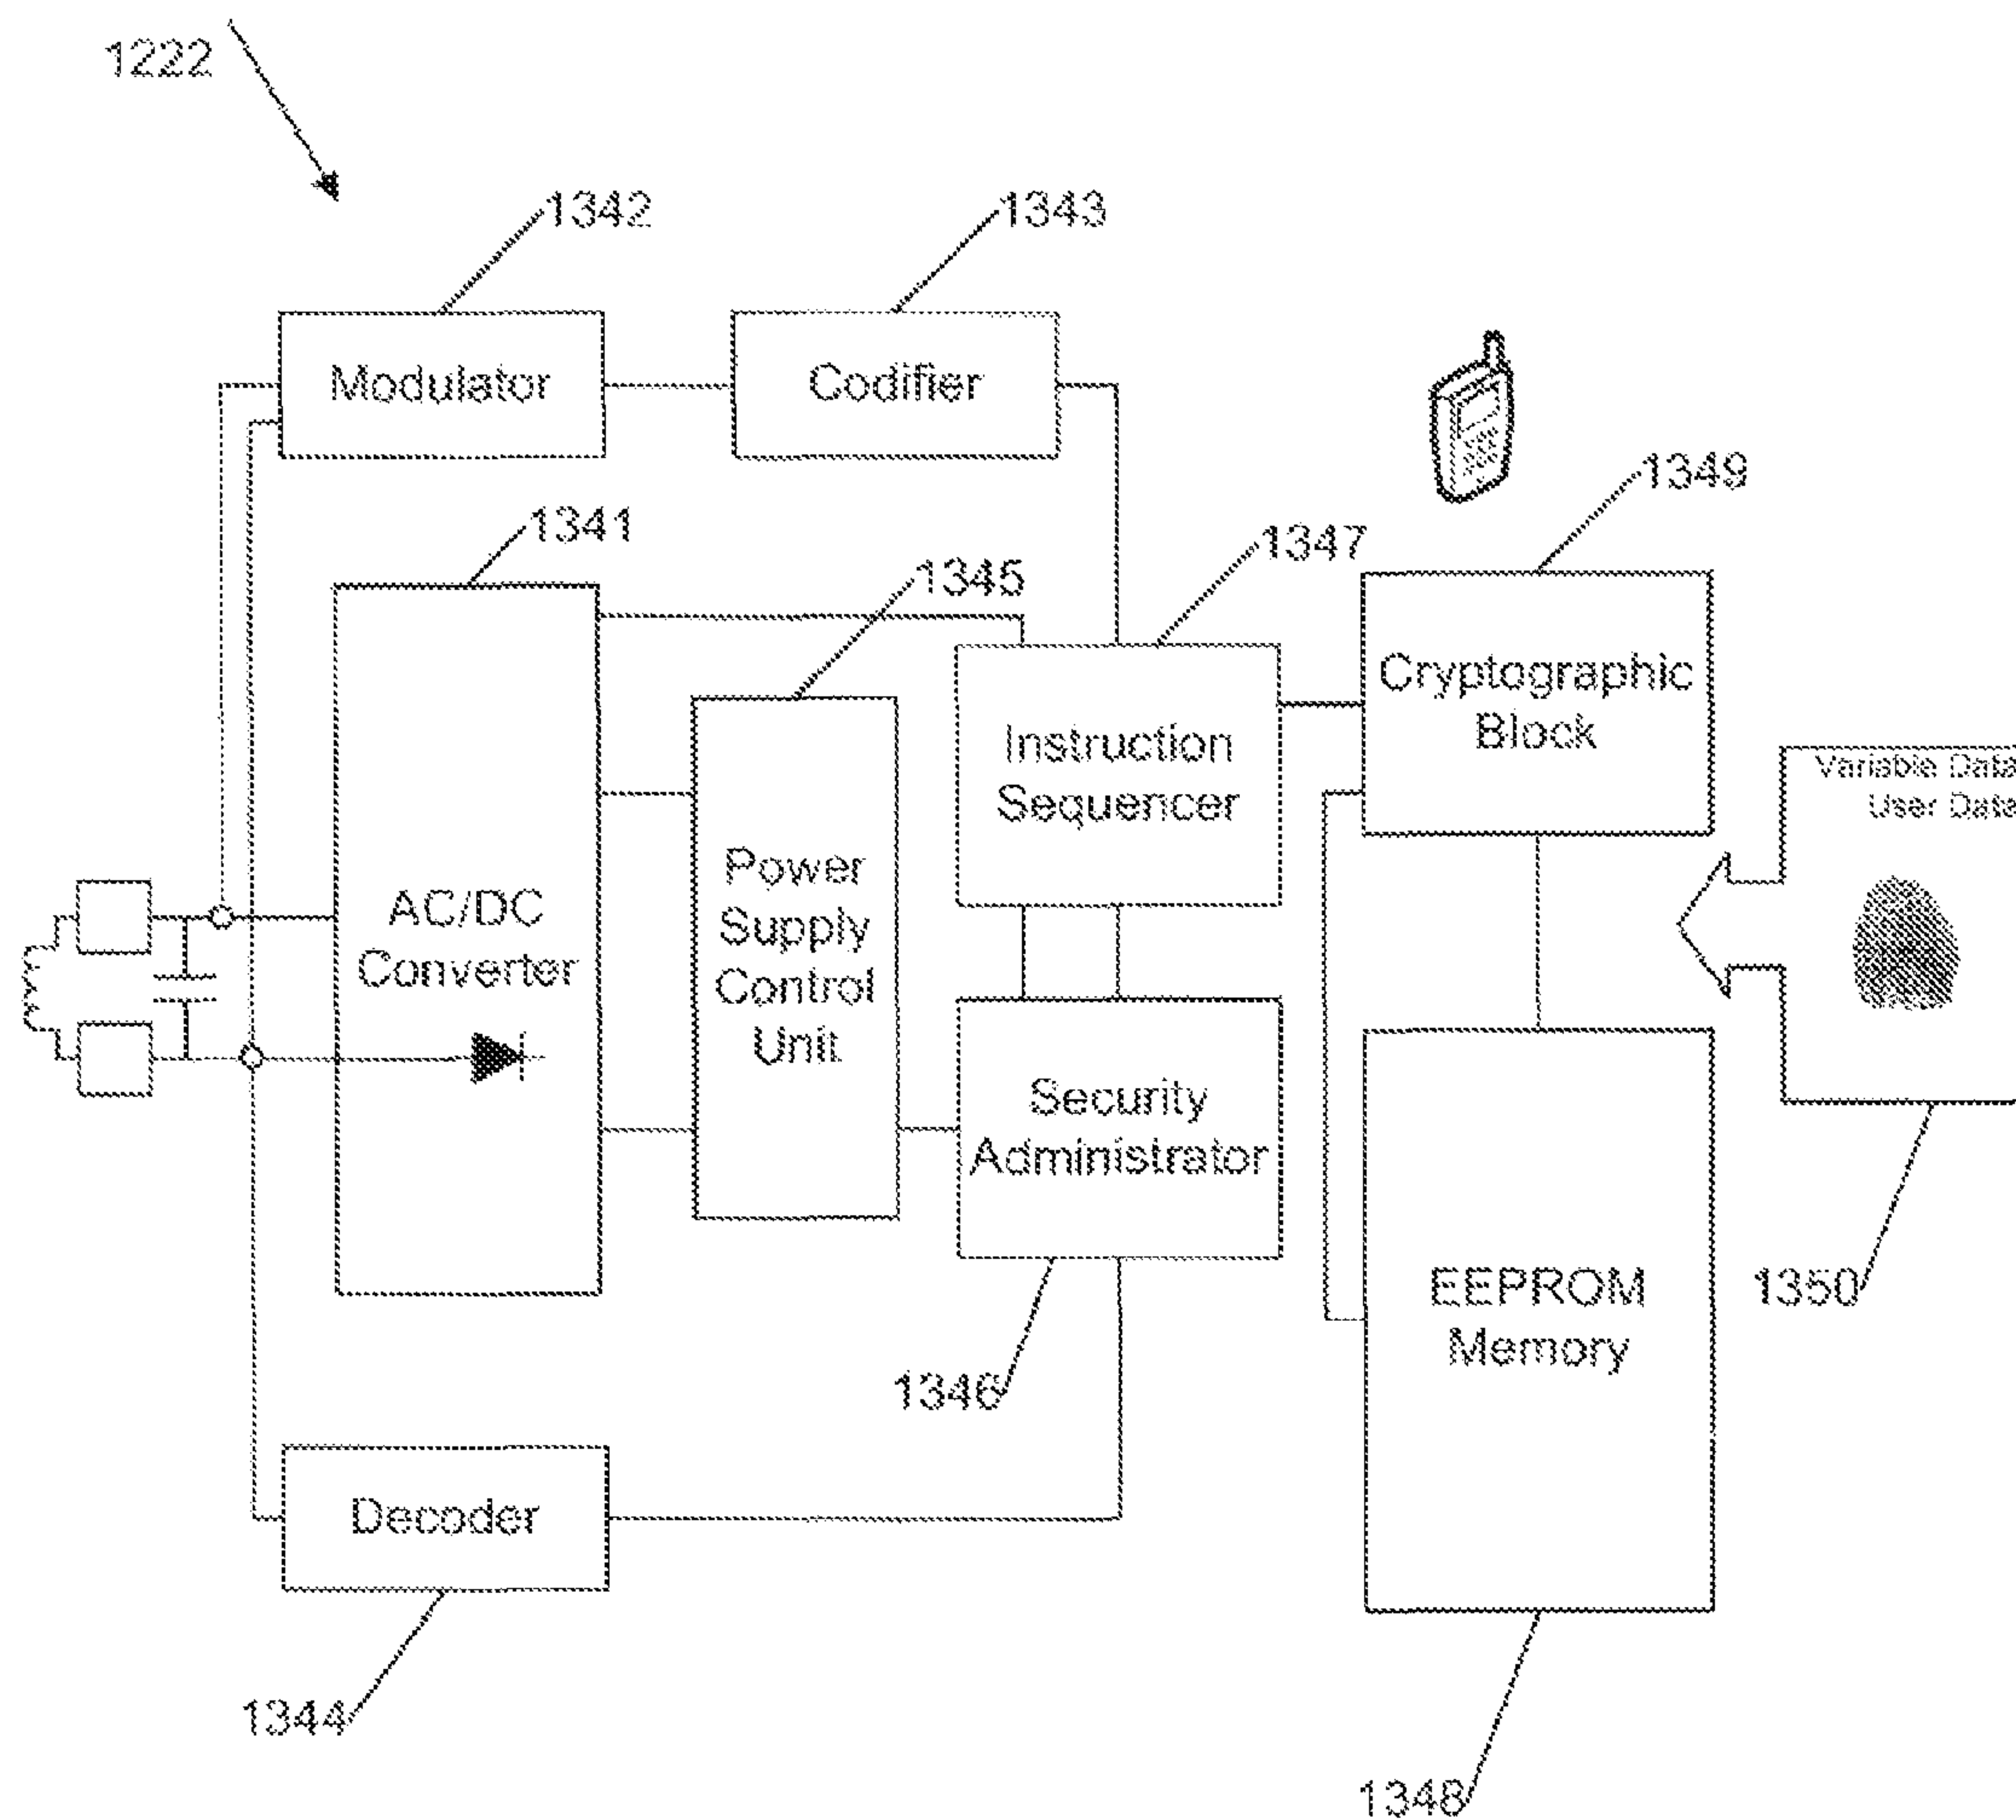 1222
1342
1343
Modulator
Codifier
1349
1341
1347
1345
Cryptographic
Block
Instruction
Sequencer
Variable Data
User Data
Power
Supply
Control
Unit
AC/DC
Converter
Security
Administrator
EEPROM
Memory
1350
1346
Decoder
1344
1348